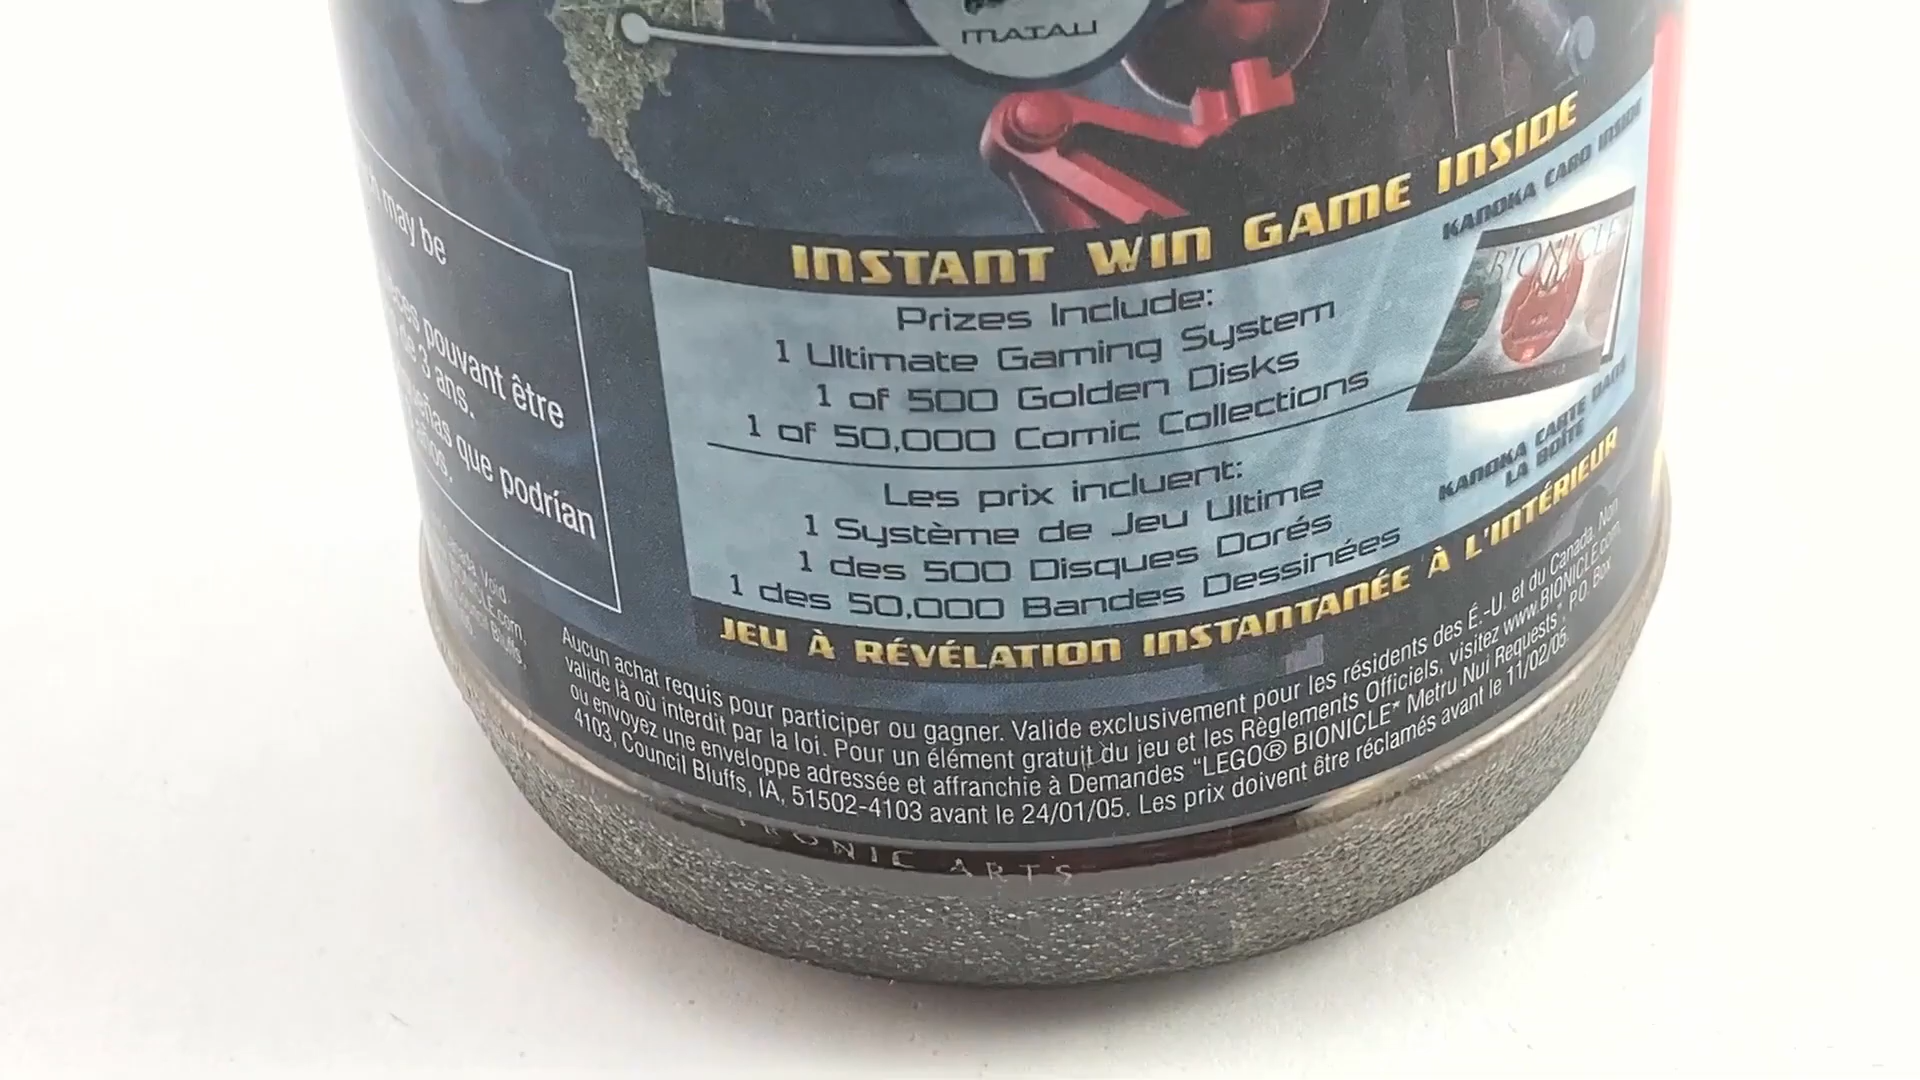 MATAU
may be
pouvant être
3 ans.
que podrían
Void
INSTANT WIN GAME INSIDE
KANOKA CARD INSIDE
BIONICLE
Prizes Include:
1 Ultimate Gaming System
1 of 500 Golden Disks
1 of 50,000 Comic Collections
Les prix incluent:
1 Système de Jeu Ultime
1 des 500 Disques Dorés
1 des 50,000 Bandes Dessinées
KANOKA CARTE DANS
LA BOÎTE
JEU À RÉVÉLATION INSTANTANÉE À L'INTÉRIEUR
Aucun achat requis pour participer ou gagner. Valide exclusivement pour les résidents des É.-U. et du Canada. Non
valide là où interdit par la loi. Pour un élément gratuit du jeu et les Règlements Officiels, visitez www.BIONICLE.com,
ou envoyez une enveloppe adressée et affranchie à Demandes "LEGO® BIONICLE* Metru Nui Requests", P.O. Box
4103, Council Bluffs, IA, 51502-4103 avant le 24/01/05. Les prix doivent être réclamés avant le 11/02/05.
ONIC ARTS